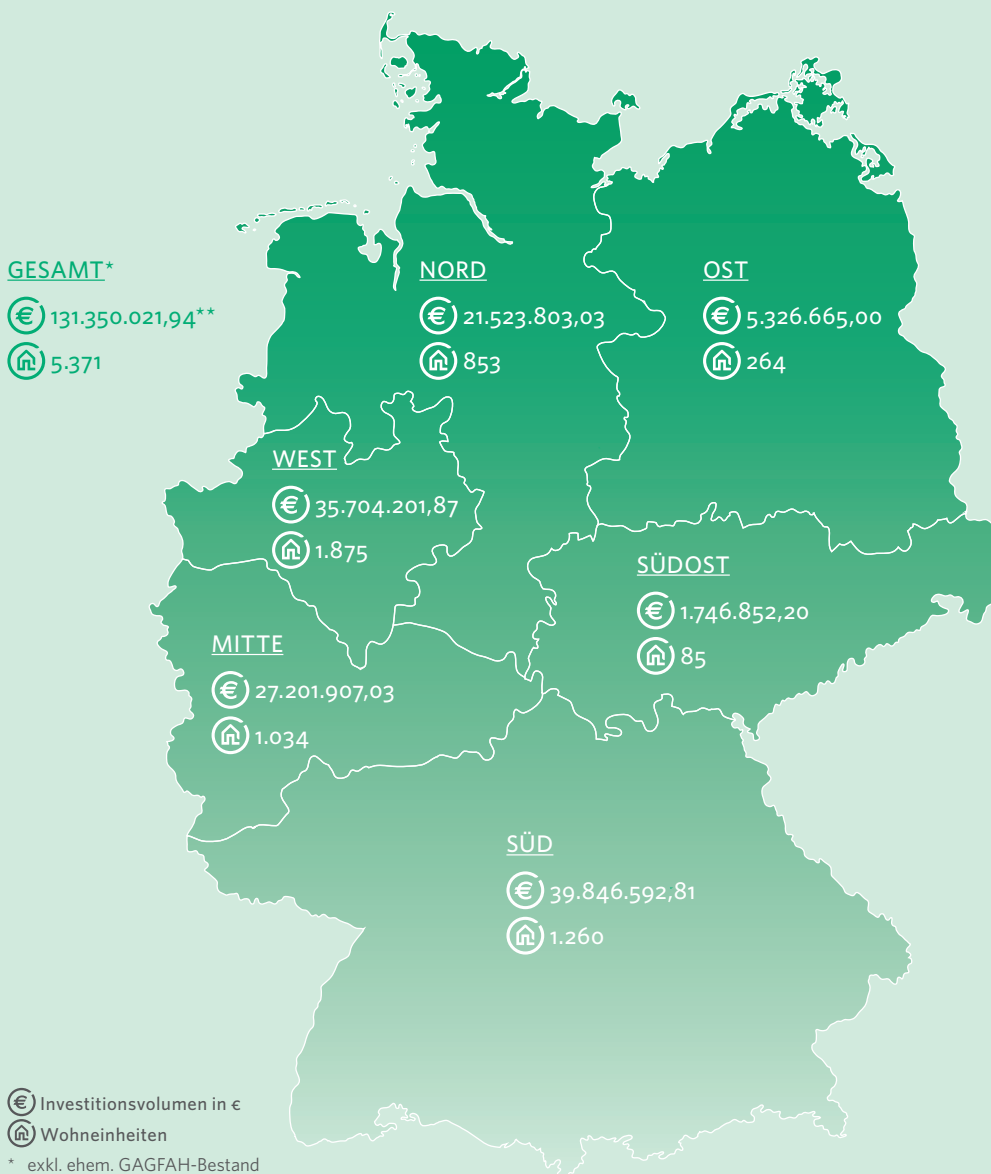 GESAMT*
€ 131.350.021,94**
5.371
NORD
€ 21.523.803,03
853
OST
€ 5.326.665,00
264
WEST
€ 35.704.201,87
1.875
SÜDOST
€ 1.746.852,20
85
MITTE
€ 27.201.907,03
1.034
SÜD
€ 39.846.592,81
1.260
€ Investitionsvolumen in €
Wohneinheiten
* exkl. ehem. GAGFAH-Bestand